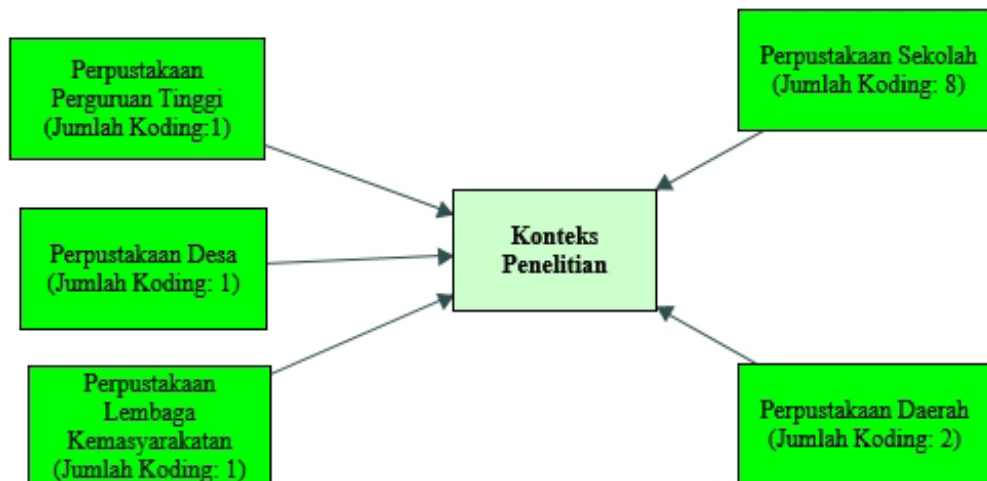 Perpustakaan
Perguruan Tinggi
(Jumlah Koding:1)
Perpustakaan Desa
(Jumlah Koding: 1)
Perpustakaan
Lembaga
Kemasyarakatan
(Jumlah Koding: 1)
Konteks
Penelitian
Perpustakaan Sekolah
(Jumlah Koding: 8)
Perpustakaan Daerah
(Jumlah Koding: 2)